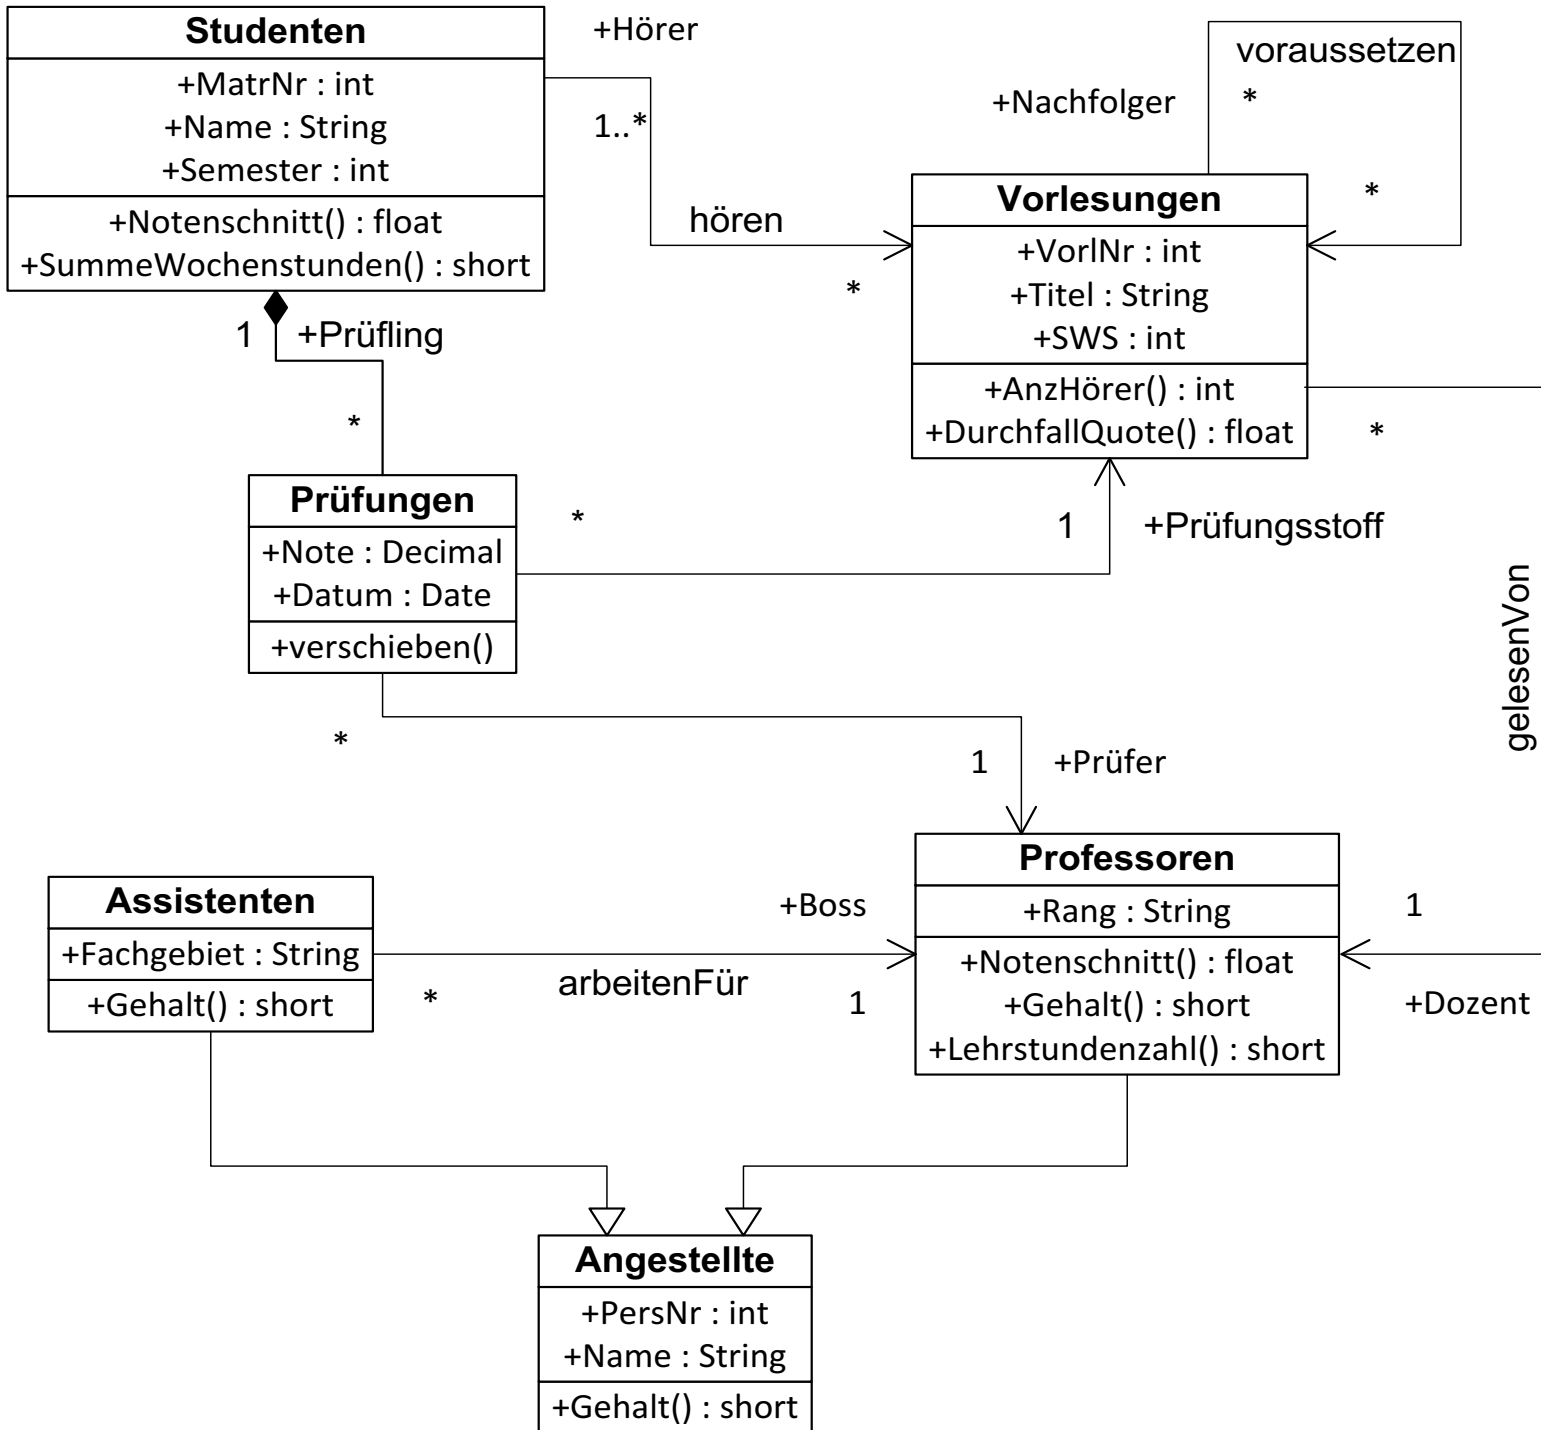 Studenten
+MatrNr : int
+Name : String
+Semester : int
+Notenschnitt() : float
+SummeWochenstunden() : short
+Hörer
1..*
hören
*
voraussetzen
+Nachfolger
*
*
Vorlesungen
+VorlNr : int
+Titel : String
+SWS : int
+AnzHörer() : int
+DurchfallQuote() : float
*
1
+Prüfling
*
Prüfungen
+Note : Decimal
+Datum : Date
+verschieben()
*
1
+Prüfungsstoff
gelesenVon
*
1
+Prüfer
Professoren
+Rang : String
+Notenschnitt() : float
+Gehalt() : short
+Lehrstundenzahl() : short
1
+Dozent
Assistenten
+Fachgebiet : String
+Gehalt() : short
+Boss
*
arbeitenFür
1
Angestellte
+PersNr : int
+Name : String
+Gehalt() : short